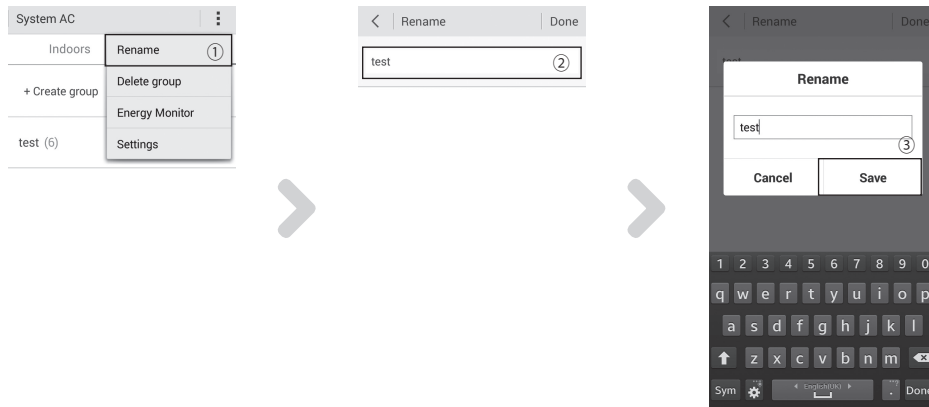 System AC
Indoors
Rename ①
Delete group
+ Create group
Energy Monitor
test (6)
Settings
Rename Done
test ②
Rename Done
test
Rename
test
③
Cancel Save
1 2 3 4 5 6 7 8 9 0
q w e r t y u i o p
a s d f g h j k l
z x c v b n m
Sym English(UK) . Done